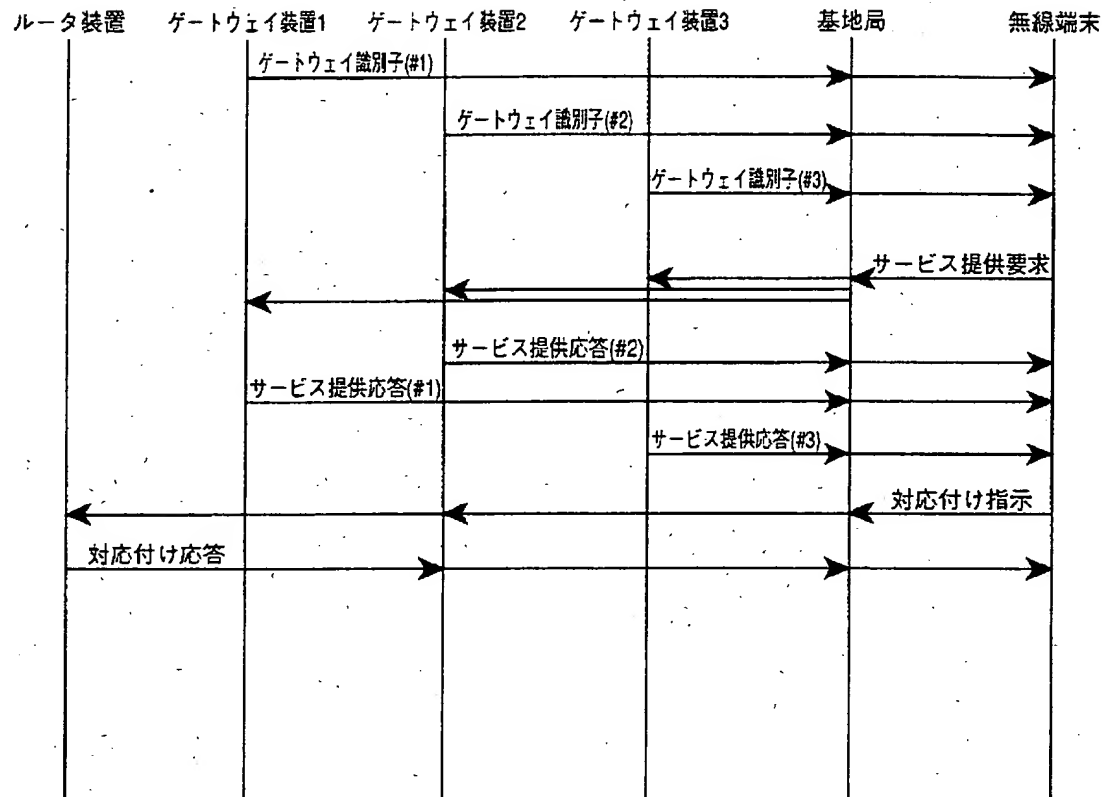 ルータ装置
ゲートウェイ装置1
ゲートウェイ装置2
ゲートウェイ装置3
基地局
無線端末
ゲートウェイ識別子(#1)
ゲートウェイ識別子(#2)
ゲートウェイ識別子(#3)
サービス提供要求
サービス提供応答(#2)
サービス提供応答(#1)
サービス提供応答(#3)
対応付け指示
対応付け応答